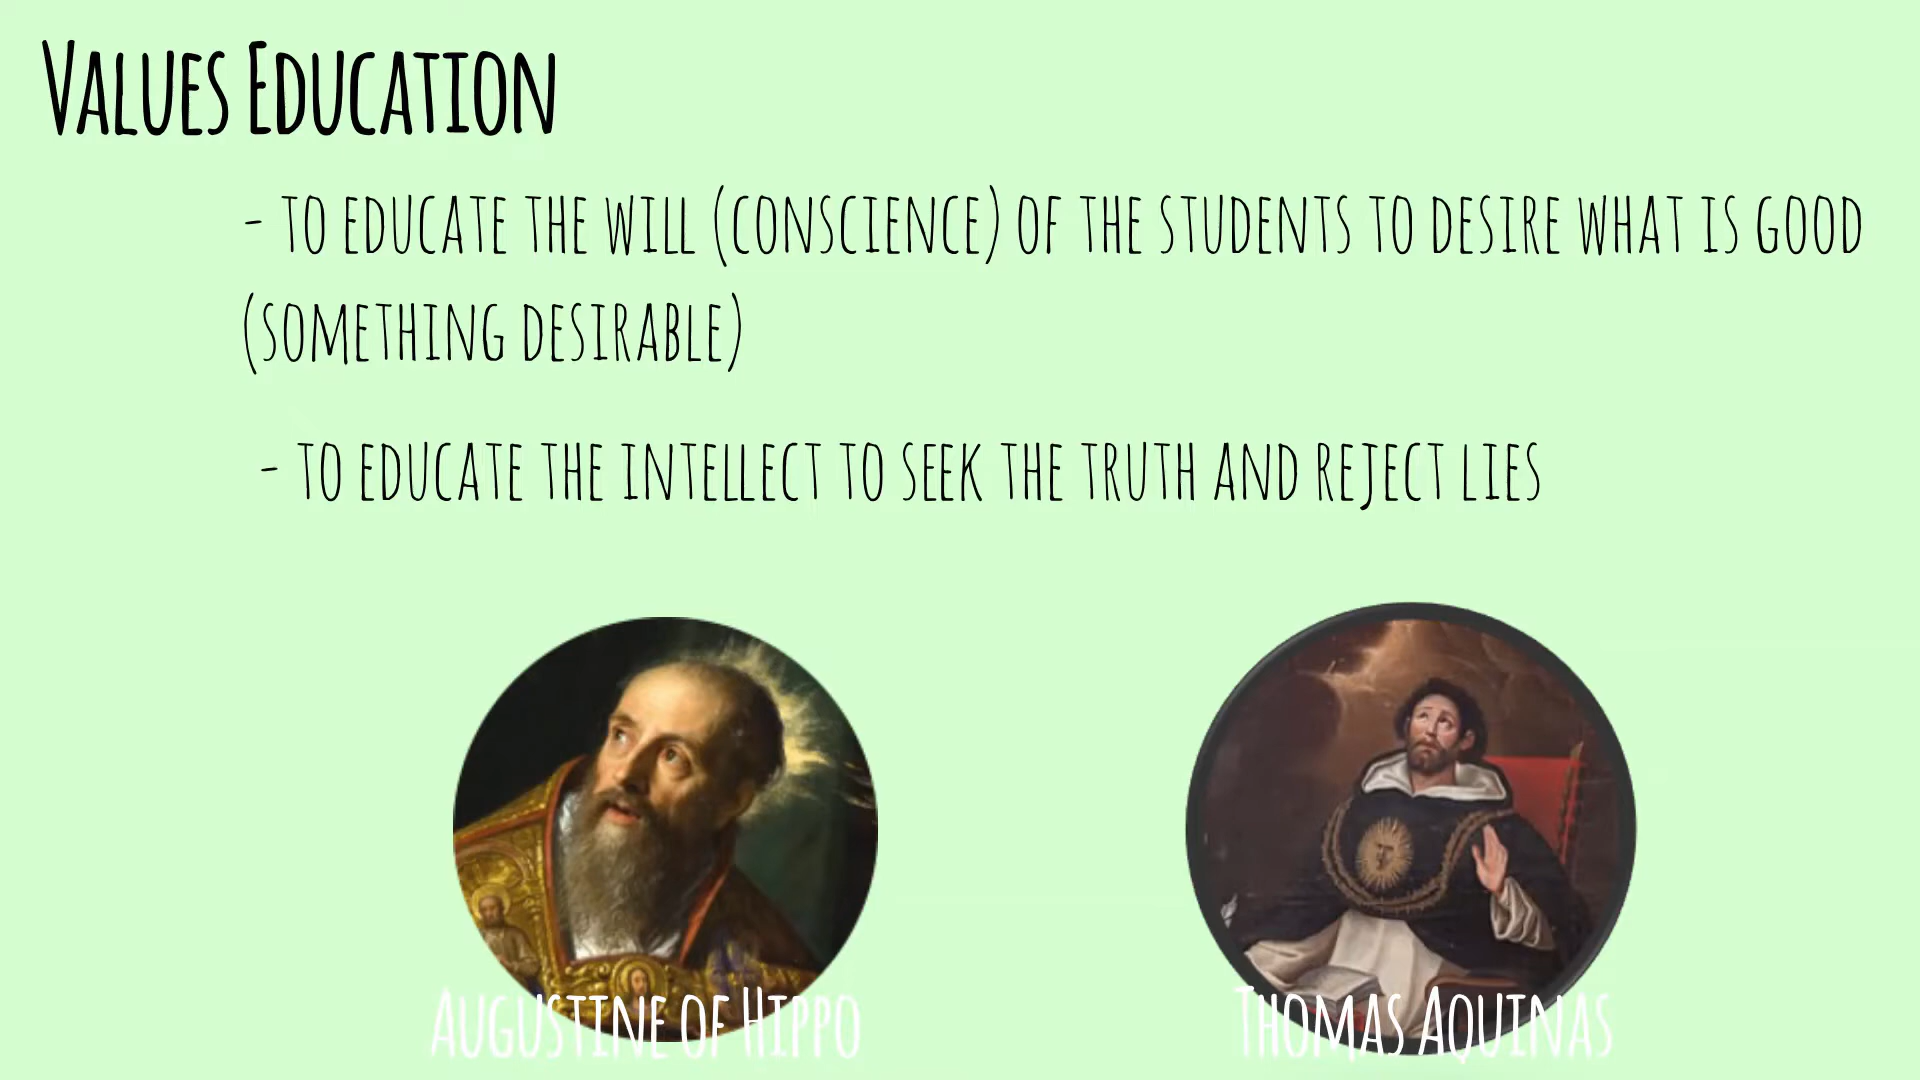 Values Education
- to educate the will (conscience) of the students to desire what is good
(something desirable)
- to educate the intellect to seek the truth and reject lies
Augustine of Hippo
Thomas Aquinas